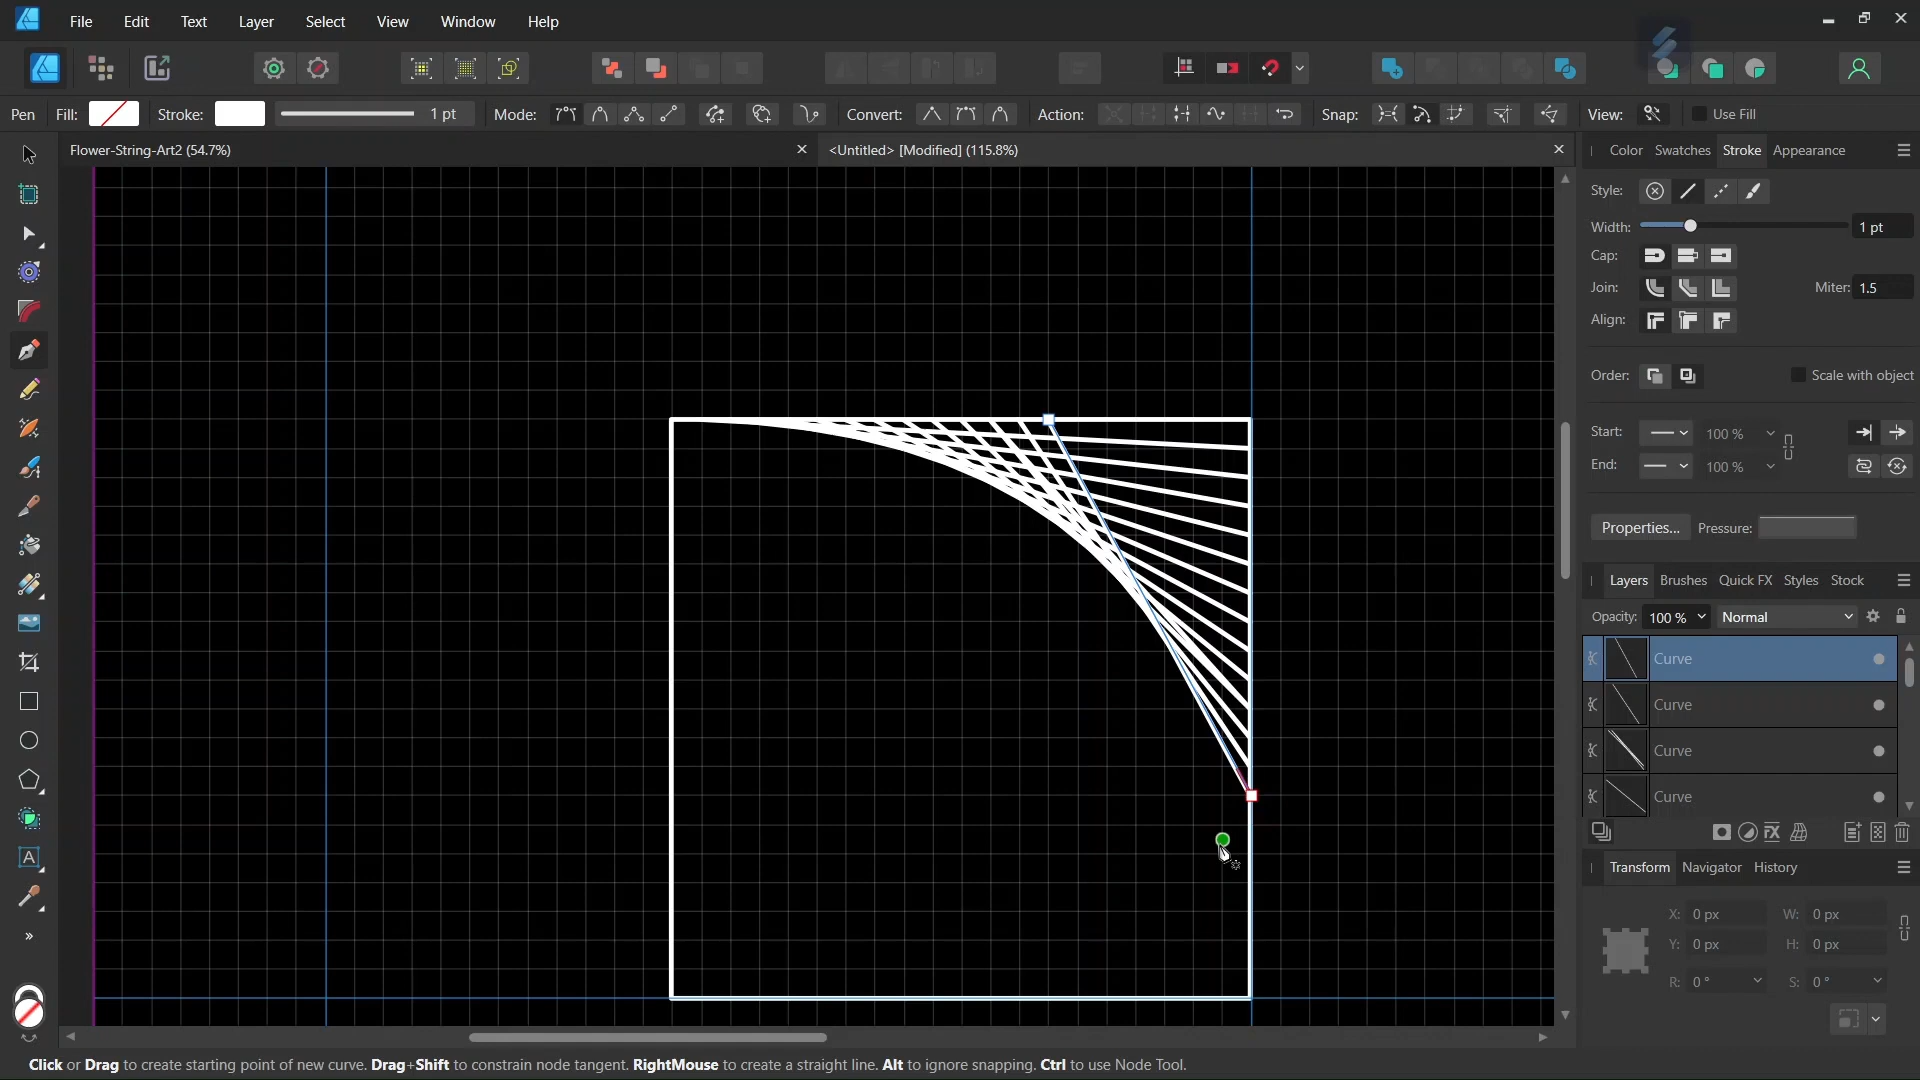 File Edit Text Layer Select View Window Help
Pen Fill: Stroke: 1 pt Mode: Convert: Action: Snap: View: Use Fill
Flower-String-Art2 (54.7%)
<Untitled> [Modified] (115.8%)
Color Swatches Stroke Appearance
Style:
Width: 1 pt
Cap:
Join: Miter: 1.5
Align:
Order: Scale with object
Start: 100 %
End: 100 %
Properties... Pressure:
Layers Brushes Quick FX Styles Stock
Opacity: 100 % Normal
Curve
Curve
Curve
Curve
Transform Navigator History
X: 0 px W: 0 px
Y: 0 px H: 0 px
R: 0 ° S: 0 °
Click or Drag to create starting point of new curve. Drag+Shift to constrain node tangent. RightMouse to create a straight line. Alt to ignore snapping. Ctrl to use Node Tool.